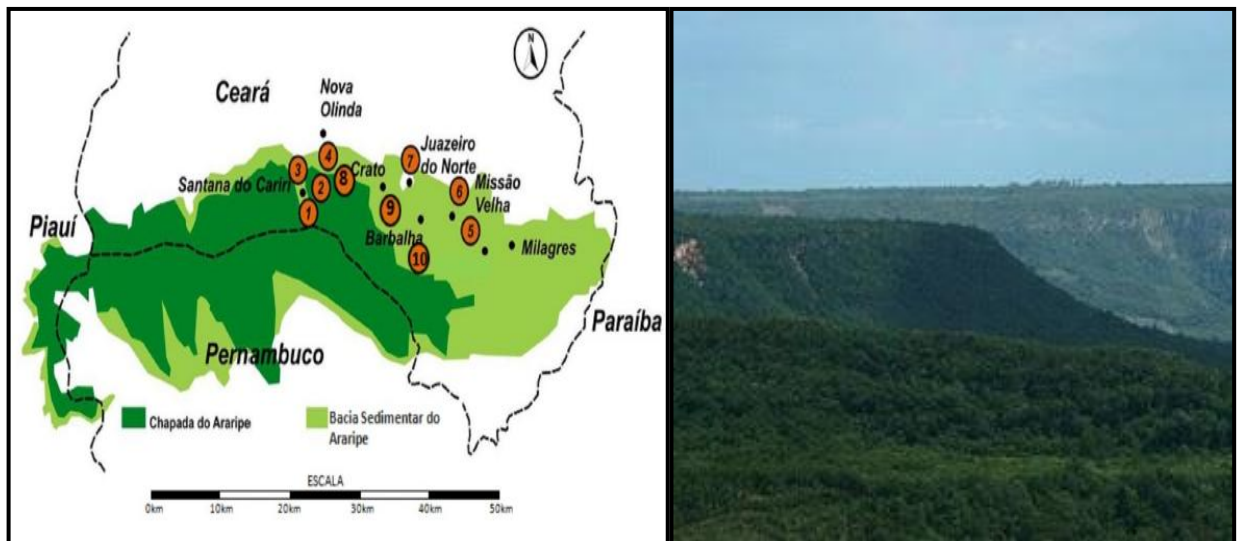 N
Ceará
Nova
Olinda
Juazeiro
do Norte
3
4
7
Crato
8
Santana do Cariri
2
6
Missão
Velha
1
9
5
Piauí
Barbalha
10
Milagres
Paraíba
Pernambuco
Chapada do Araripe
Bacia Sedimentar do
Araripe
ESCALA
0km 10km 20km 30km 40km 50km